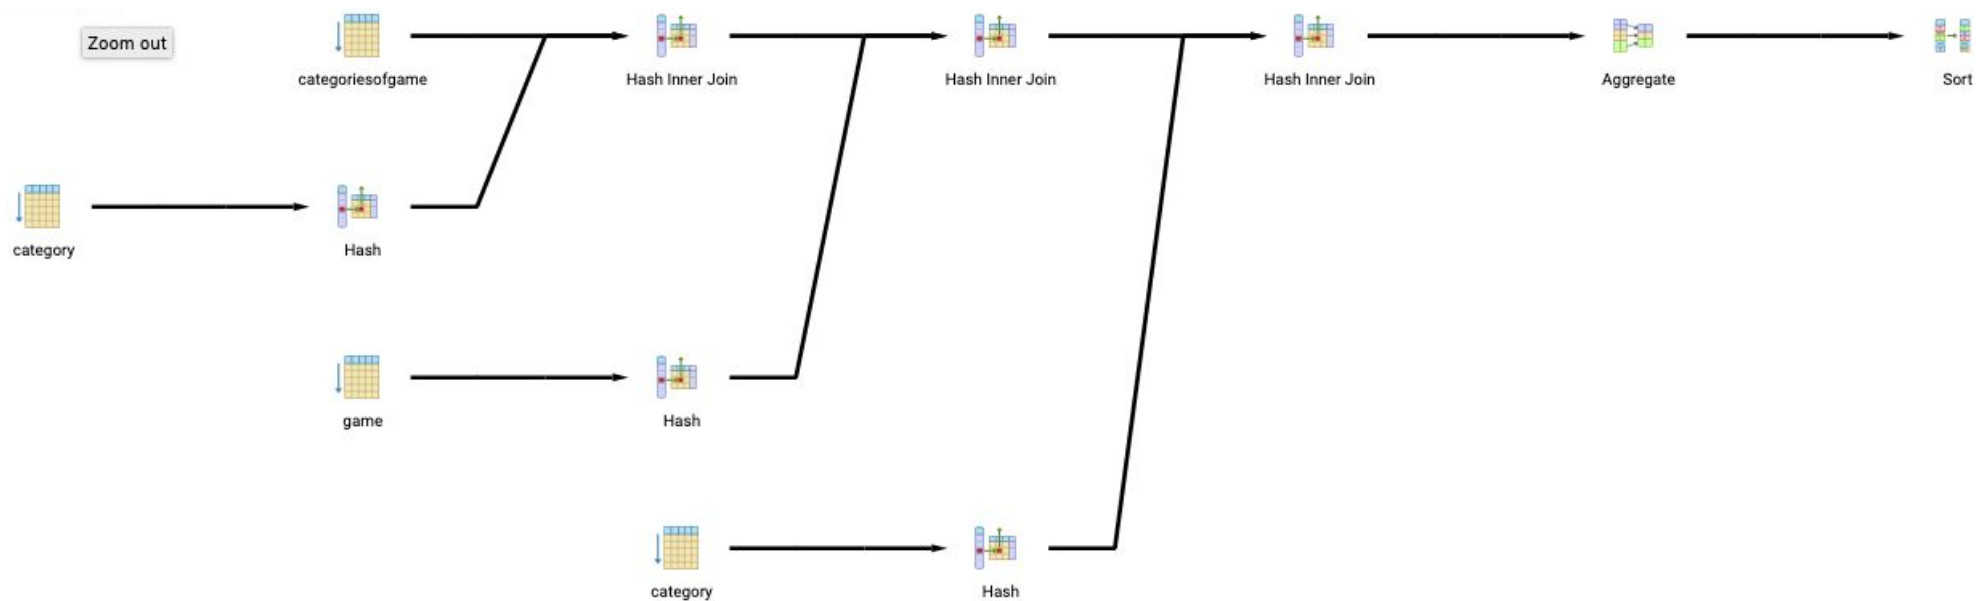 Zoom out
categoriesofgame
Hash Inner Join
Hash Inner Join
Hash Inner Join
Aggregate
Sort
category
Hash
game
Hash
category
Hash